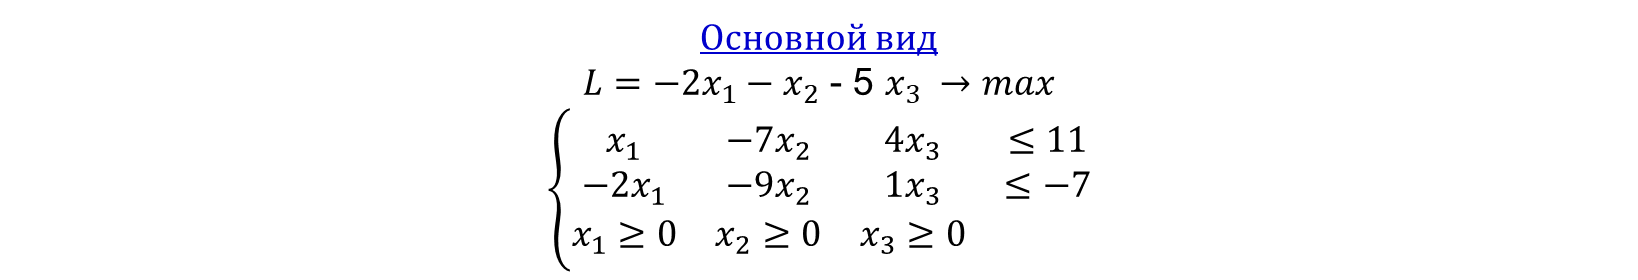 Основной вид
L = −2x₁ − x₂ - 5 x₃ → max
x₁ −7x₂ 4x₃ ≤ 11
−2x₁ −9x₂ 1x₃ ≤ −7
x₁ ≥ 0 x₂ ≥ 0 x₃ ≥ 0